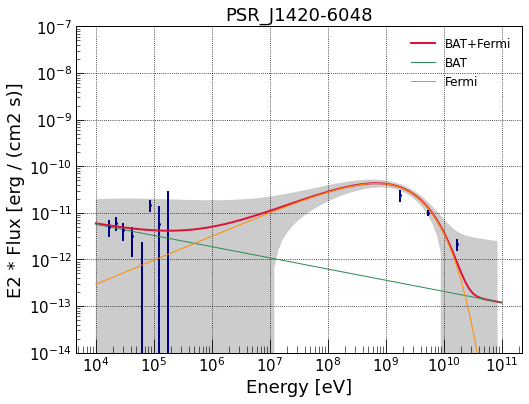 PSR_J1420-6048
E2 * Flux [erg / (cm2 s)]
10^-7
10^-8
10^-9
10^-10
10^-11
10^-12
10^-13
10^-14
BAT+Fermi
BAT
Fermi
10^4 10^5 10^6 10^7 10^8 10^9 10^10 10^11
Energy [eV]